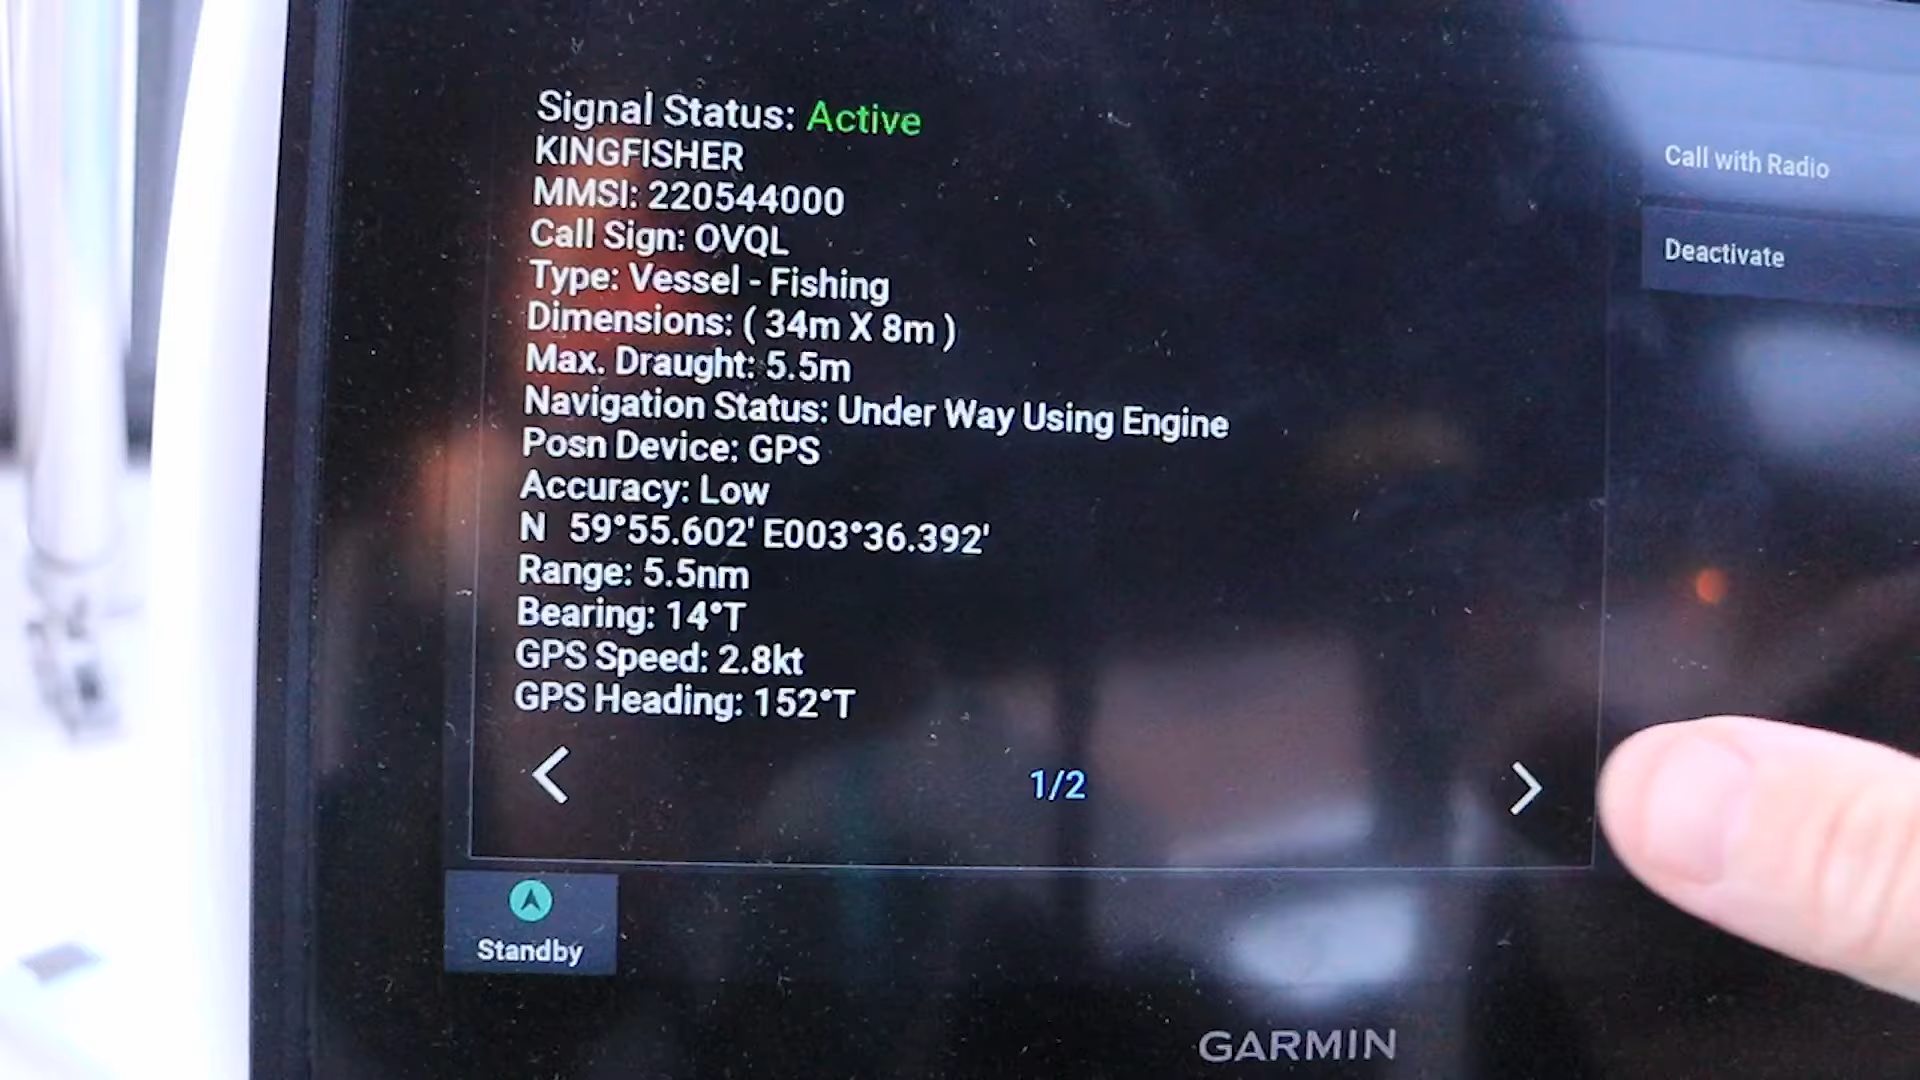 Signal Status: Active
KINGFISHER
MMSI: 220544000
Call Sign: OVQL
Type: Vessel - Fishing
Dimensions: ( 34m X 8m )
Max. Draught: 5.5m
Navigation Status: Under Way Using Engine
Posn Device: GPS
Accuracy: Low
N 59°55.602' E003°36.392'
Range: 5.5nm
Bearing: 14°T
GPS Speed: 2.8kt
GPS Heading: 152°T
1/2
Call with Radio
Deactivate
Standby
GARMIN